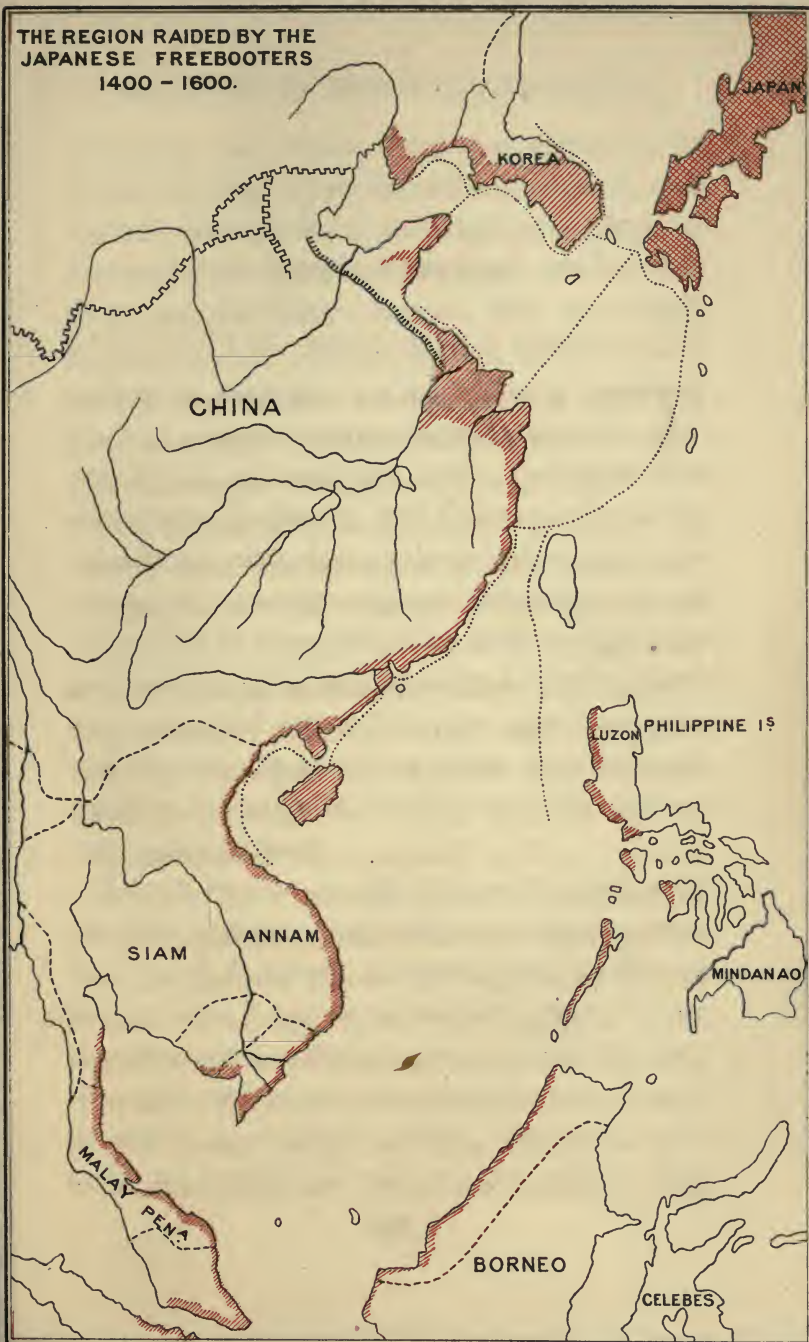 THE REGION RAIDED BY THE
JAPANESE FREEBOOTERS
1400 – 1600.
JAPAN
KOREA
CHINA
LUZON
PHILIPPINE Iˢ
SIAM
ANNAM
MINDANAO
MALAY PENA
BORNEO
CELEBES